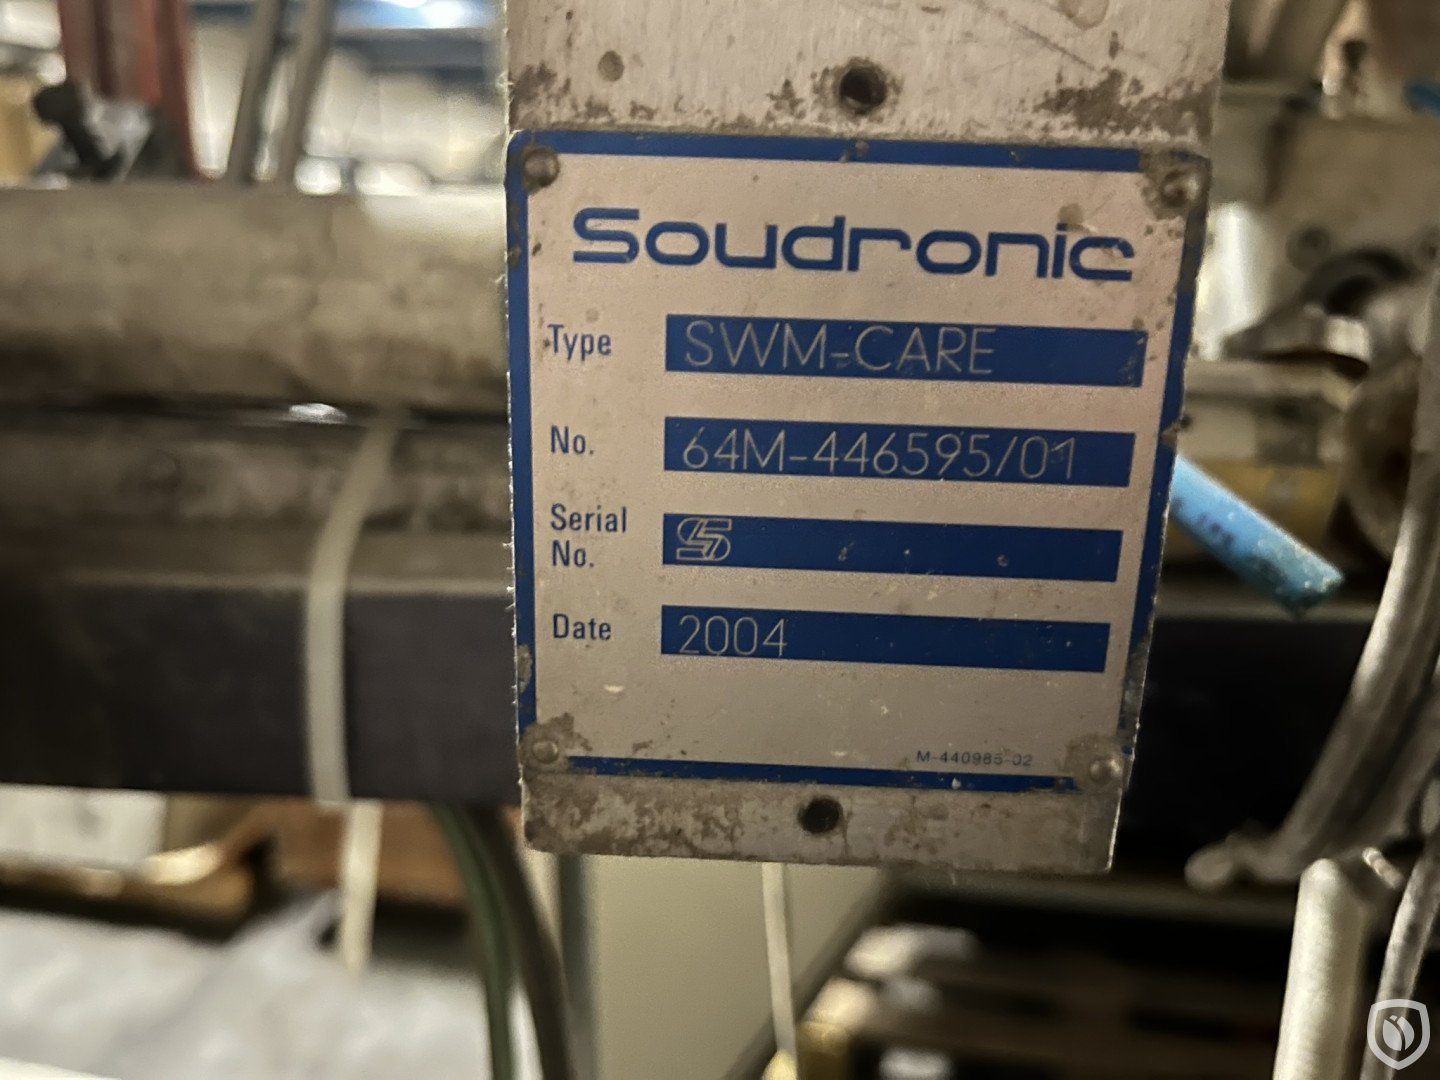 Soudronic
Type SWM-CARE
No. 64M-446595/01
Serial
No.
Date 2004
M-440985-02